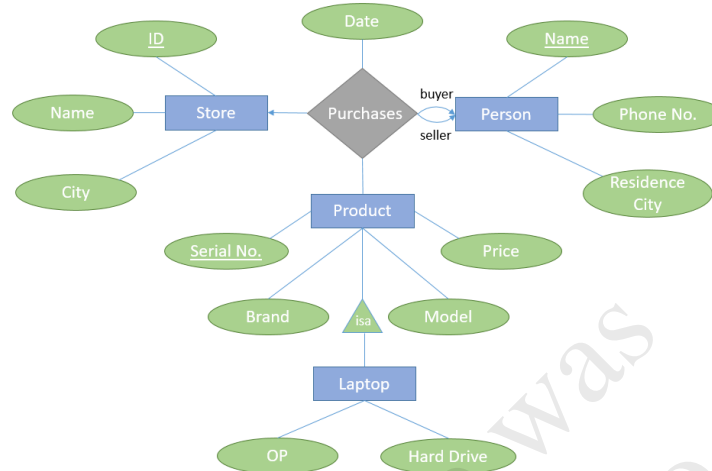 Date
ID
Name
buyer
Name
Store
Purchases
Person
Phone No.
seller
City
Residence
City
Product
Serial No.
Price
Brand
isa
Model
Laptop
OP
Hard Drive
was